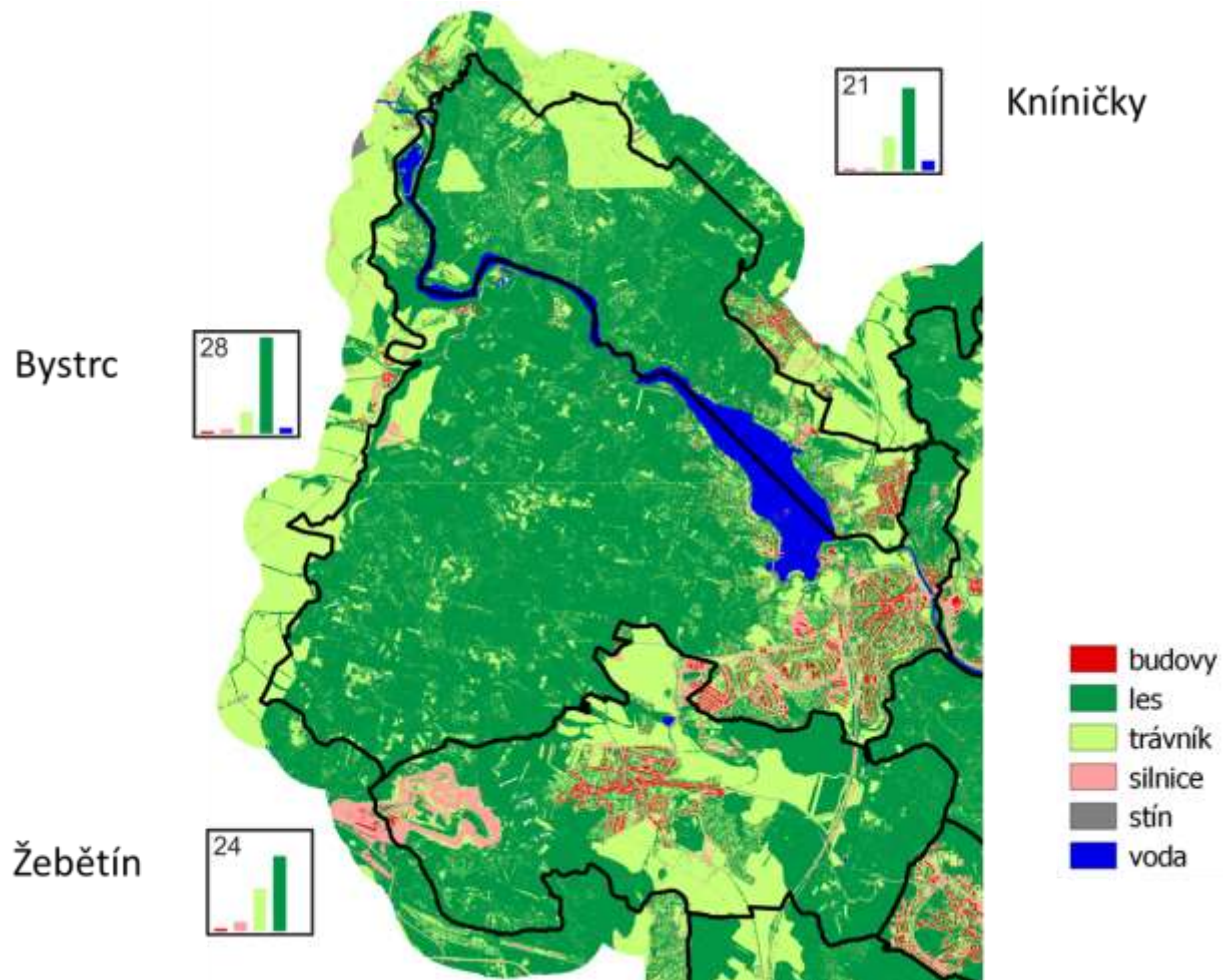 21
Kníničky
28
Bystrc
24
Žebětín
budovy
les
trávník
silnice
stín
voda